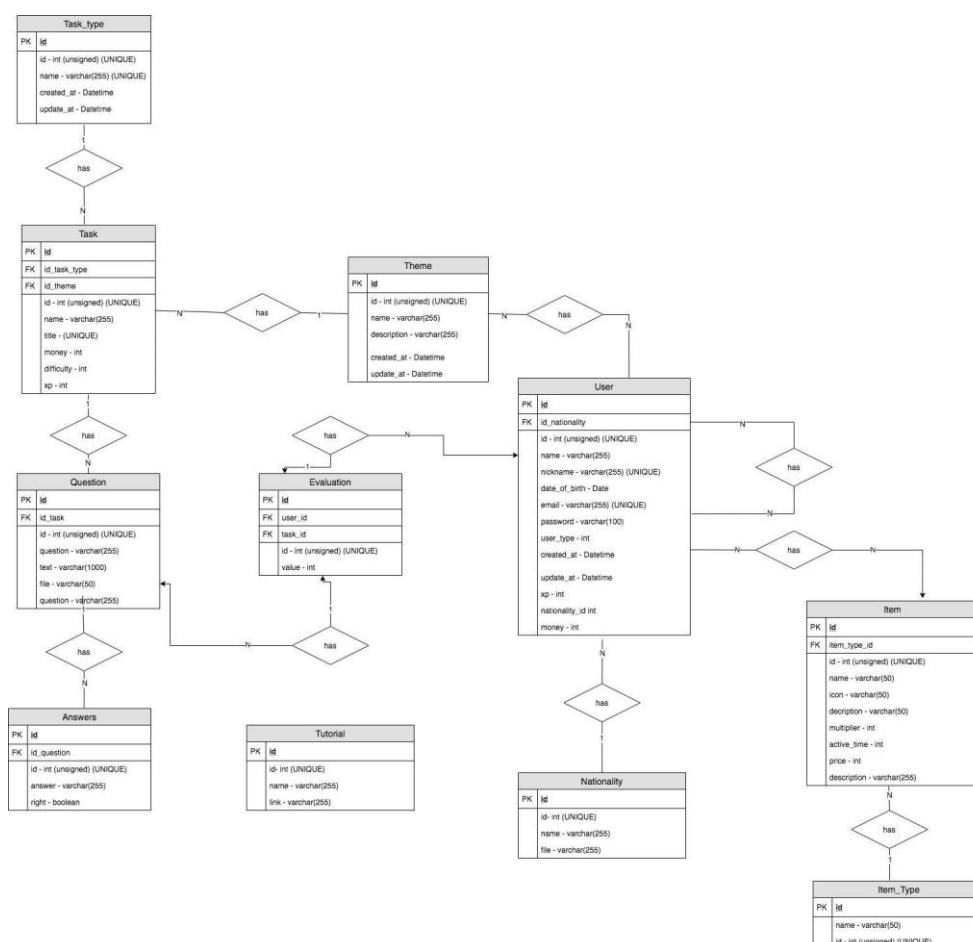 Task_type
PK id
id - int (unsigned) (UNIQUE)
name - varchar(255) (UNIQUE)
created_at - Datetime
update_at - Datetime
1
has
N
Task
PK id
FK id_task_type
FK id_theme
id - int (unsigned) (UNIQUE)
name - varchar(255)
title - (UNIQUE)
money - int
difficulty - int
xp - int
N
has
1
Theme
PK id
id - int (unsigned) (UNIQUE)
name - varchar(255)
description - varchar(255)
created_at - Datetime
update_at - Datetime
N
has
N
User
PK id
FK id_nationality
id - int (unsigned) (UNIQUE)
name - varchar(255)
nickname - varchar(255) (UNIQUE)
date_of_birth - Date
email - varchar(255) (UNIQUE)
password - varchar(100)
user_type - int
created_at - Datetime
update_at - Datetime
xp - int
nationality_id int
money - int
N
has
N
N
has
N
1
has
N
Question
PK id
FK id_task
id - int (unsigned) (UNIQUE)
question - varchar(255)
text - varchar(1000)
file - varchar(50)
question - varchar(255)
has
N
1
Evaluation
PK id
FK user_id
FK task_id
id - int (unsigned) (UNIQUE)
value - int
1
has
N
1
has
N
Answers
PK id
FK id_question
id - int (unsigned) (UNIQUE)
answer - varchar(255)
right - boolean
Tutorial
PK id
id- int (UNIQUE)
name - varchar(255)
link - varchar(255)
N
has
1
Nationality
PK id
id- int (UNIQUE)
name - varchar(255)
file - varchar(255)
Item
PK id
FK item_type_id
id - int (unsigned) (UNIQUE)
name - varchar(50)
icon - varchar(50)
decription - varchar(50)
multiplier - int
active_time - int
price - int
description - varchar(255)
N
has
1
Item_Type
PK id
name - varchar(50)
id - int (unsigned) (UNIQUE)